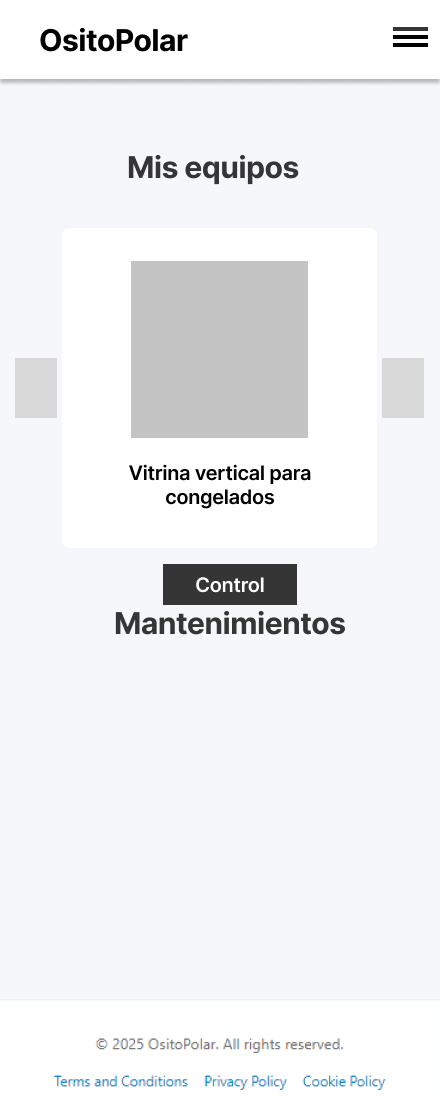 OsitoPolar
Mis equipos
Vitrina vertical para
congelados
Control
Mantenimientos
© 2025 OsitoPolar. All rights reserved.
Terms and Conditions Privacy Policy Cookie Policy